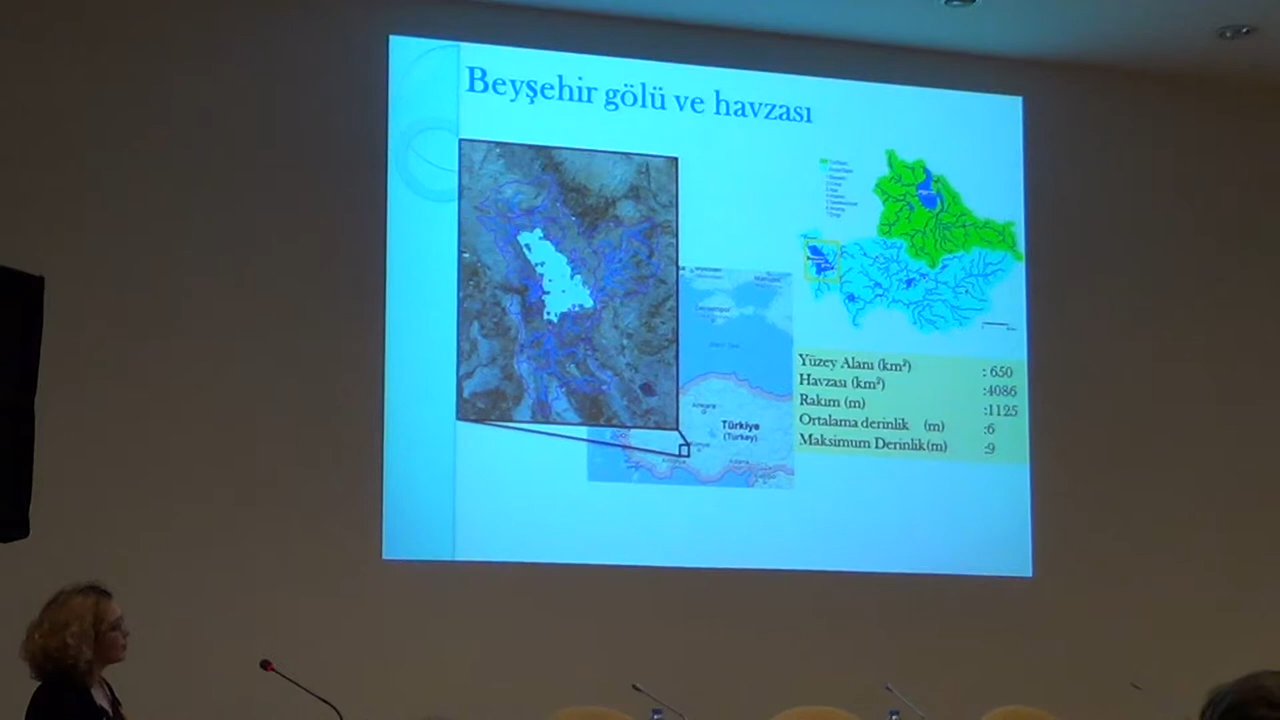 Beyşehir gölü ve havzası
Ankara
Türkiye
(Turkey)
Yüzey Alanı (km²) : 650
Havzası (km²) :4086
Rakım (m) :1125
Ortalama derinlik (m) :6
Maksimum Derinlik(m) :9